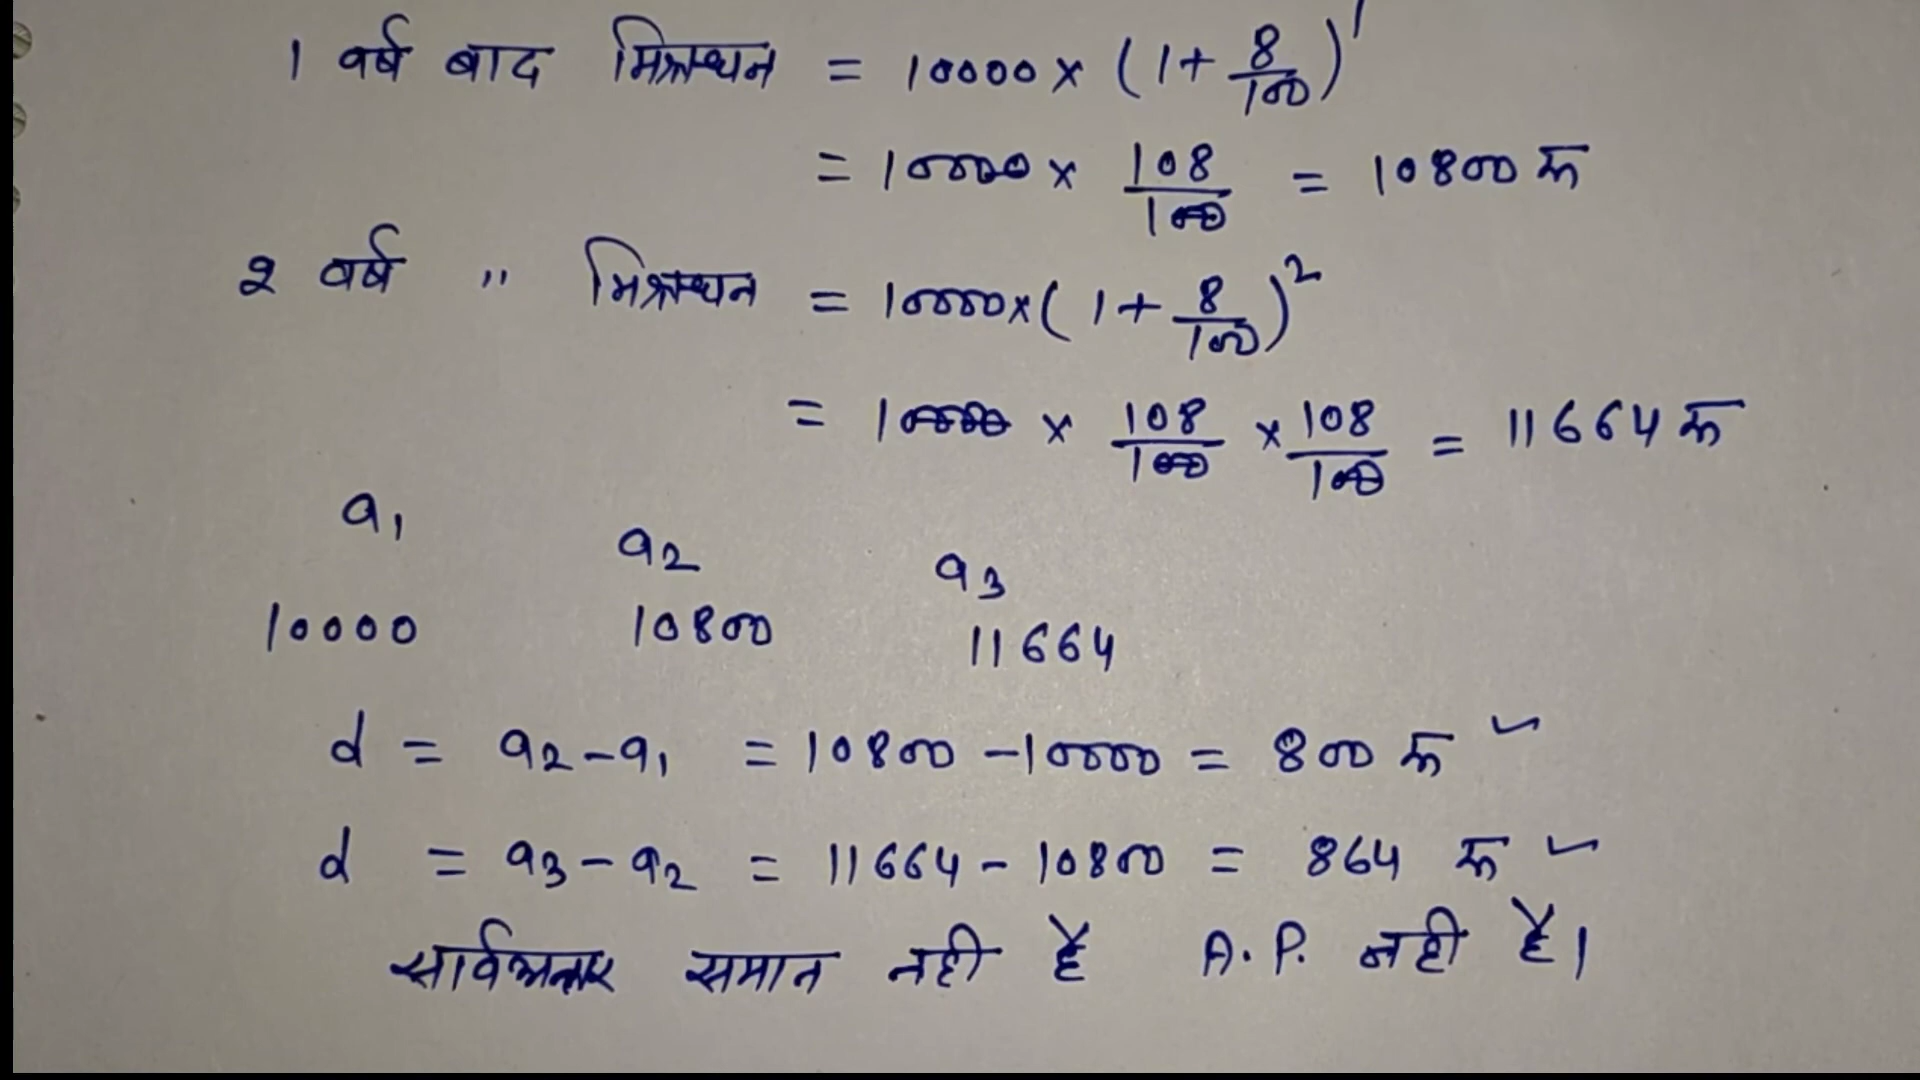 1 वर्ष बाद मिश्रधन = 10000 × (1 + 8/100)^1
= 10000 × 108/100 = 10800 रु
2 वर्ष " मिश्रधन = 10000 × (1 + 8/100)^2
= 10000 × 108/100 × 108/100 = 11664 रु
a1 a2 a3
10000 10800 11664
d = a2 - a1 = 10800 - 10000 = 800 रु ✓
d = a3 - a2 = 11664 - 10800 = 864 रु ✓
सार्वअन्तर समान नही है A.P. नही है।